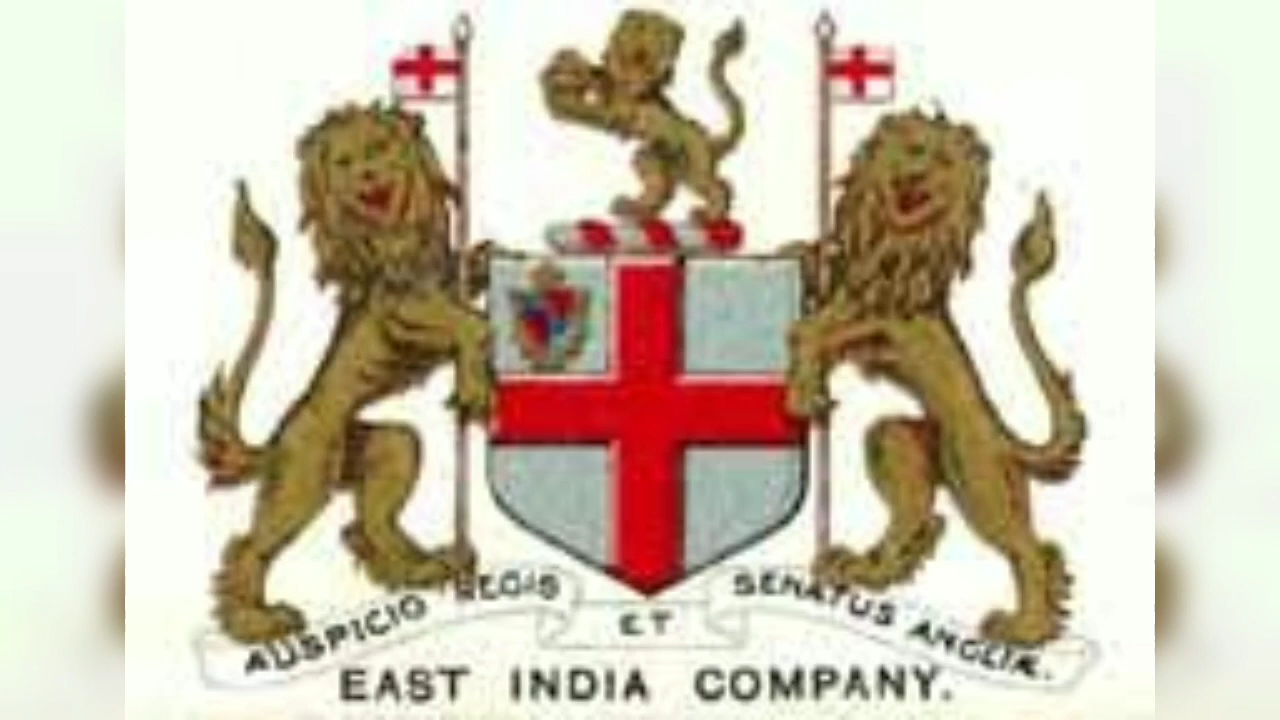 AUSPICIO REGIS ET SENATUS ANGLIÆ.
EAST INDIA COMPANY.